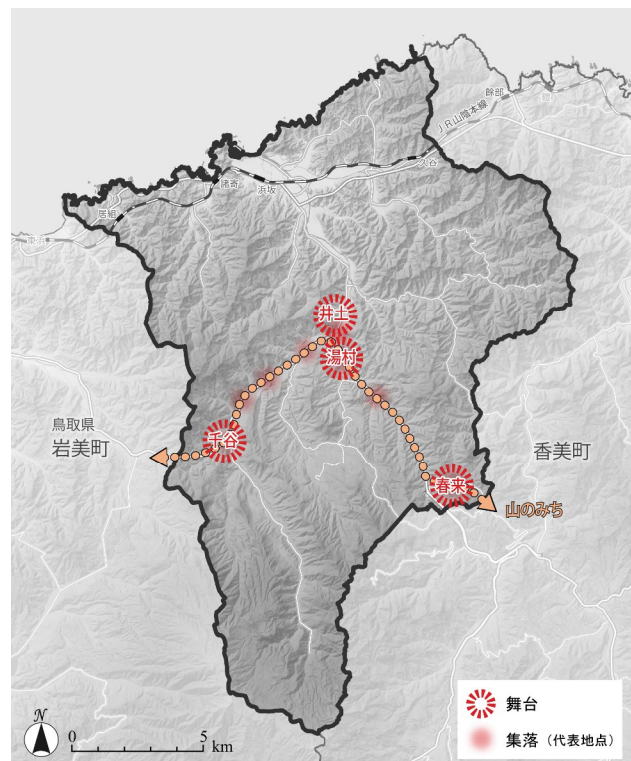 餘部
JR山陰本線
久谷
諸寄
浜坂
居組
東浜
井土
湯村
鳥取県
岩美町
千谷
香美町
春来
山のみち
舞台
集落（代表地点）
N
0 5
km